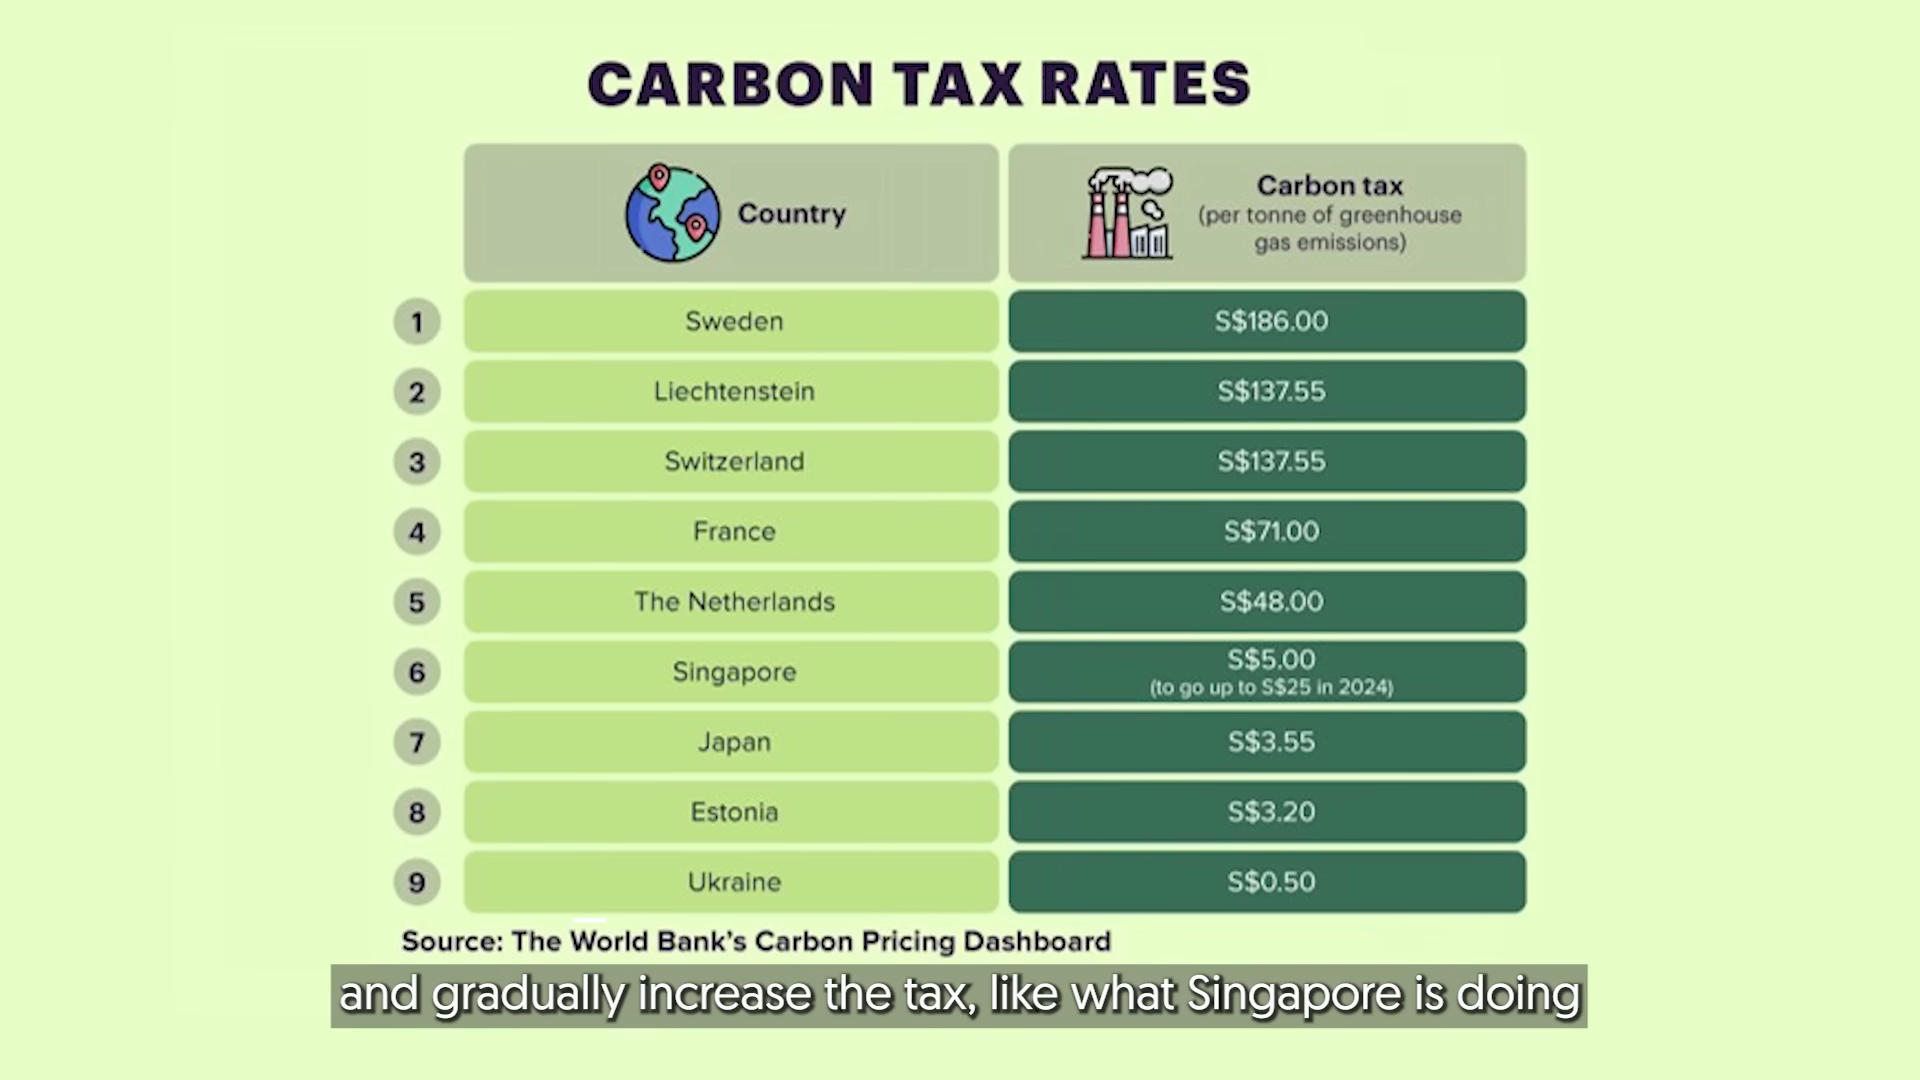 CARBON TAX RATES
Country
Carbon tax
(per tonne of greenhouse
gas emissions)
1 Sweden S$186.00
2 Liechtenstein S$137.55
3 Switzerland S$137.55
4 France S$71.00
5 The Netherlands S$48.00
6 Singapore S$5.00
(to go up to S$25 in 2024)
7 Japan S$3.55
8 Estonia S$3.20
9 Ukraine S$0.50
Source: The World Bank’s Carbon Pricing Dashboard
and gradually increase the tax, like what Singapore is doing